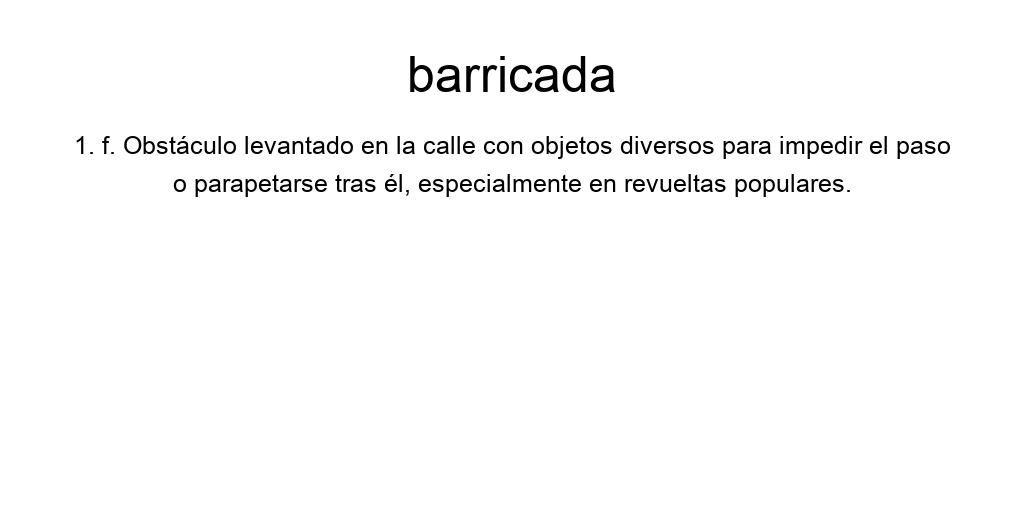 barricada
1. f. Obstáculo levantado en la calle con objetos diversos para impedir el paso
o parapetarse tras él, especialmente en revueltas populares.